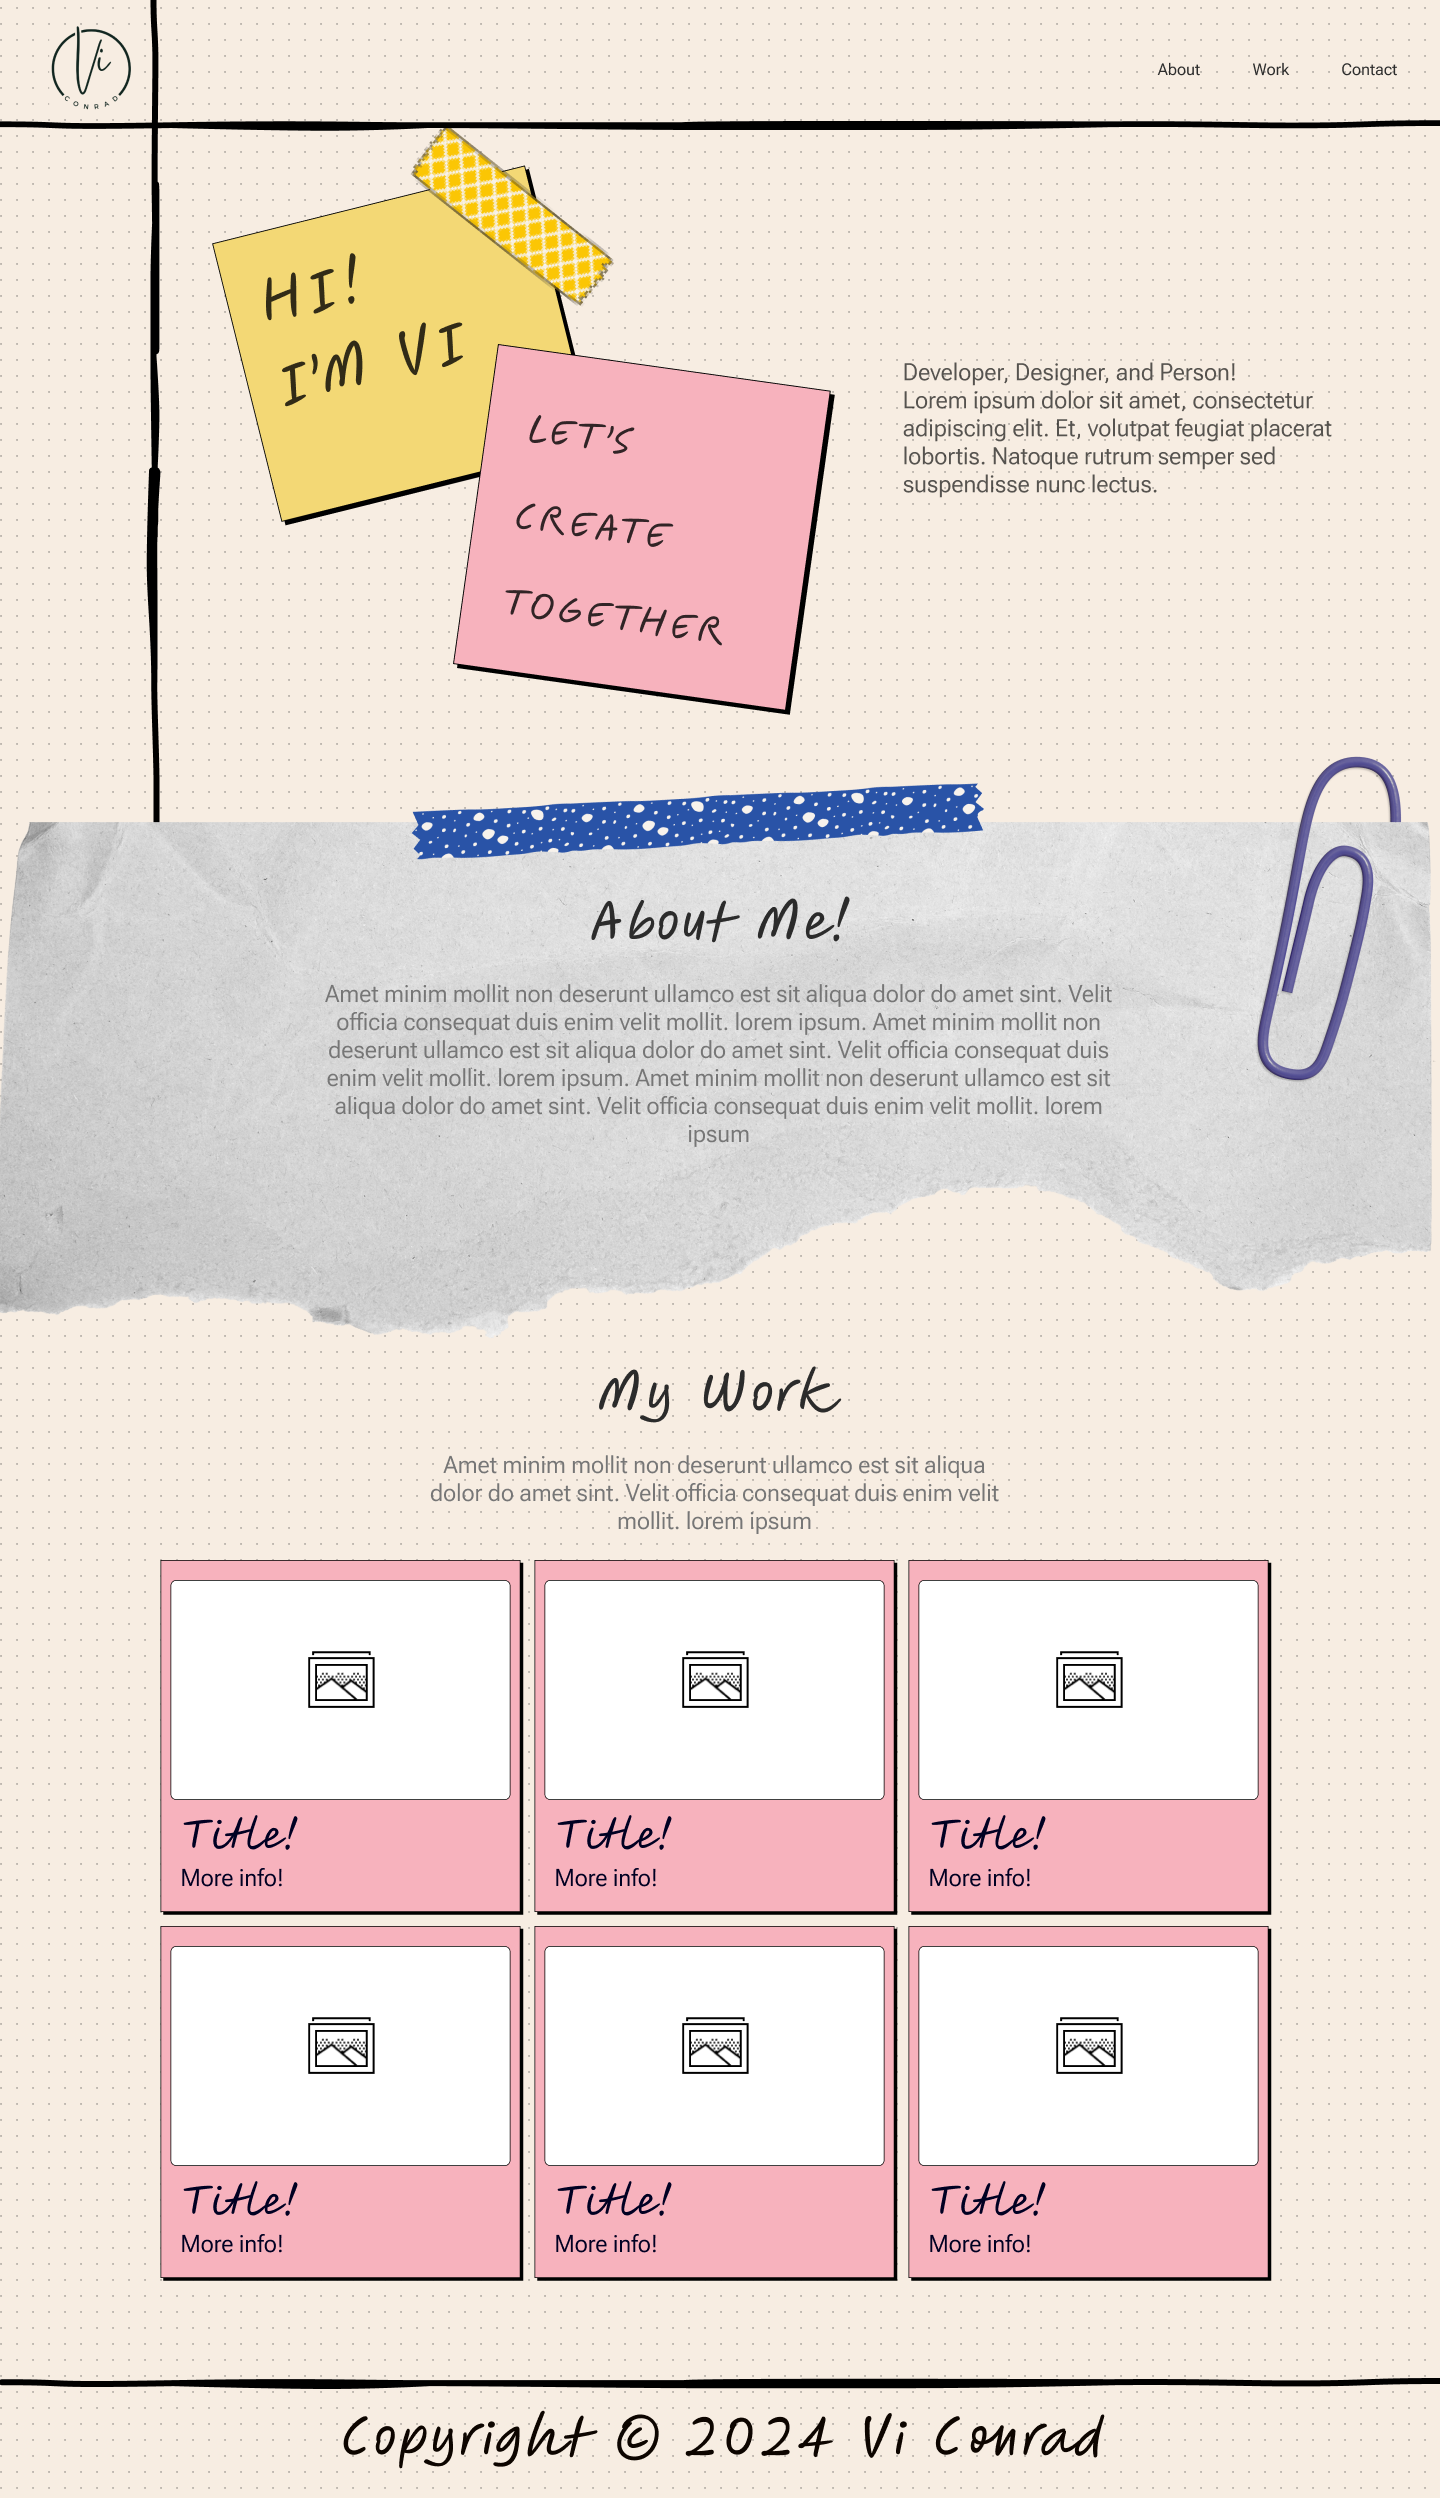 Vi
CONRAD
About Work Contact
HI!
I'M VI
LET'S
CREATE
TOGETHER
Developer, Designer, and Person!
Lorem ipsum dolor sit amet, consectetur
adipiscing elit. Et, volutpat feugiat placerat
lobortis. Natoque rutrum semper sed
suspendisse nunc lectus.
About Me!
Amet minim mollit non deserunt ullamco est sit aliqua dolor do amet sint. Velit
officia consequat duis enim velit mollit. lorem ipsum. Amet minim mollit non
deserunt ullamco est sit aliqua dolor do amet sint. Velit officia consequat duis
enim velit mollit. lorem ipsum. Amet minim mollit non deserunt ullamco est sit
aliqua dolor do amet sint. Velit officia consequat duis enim velit mollit. lorem
ipsum
My Work
Amet minim mollit non deserunt ullamco est sit aliqua
dolor do amet sint. Velit officia consequat duis enim velit
mollit. lorem ipsum
Title! Title! Title!
More info! More info! More info!
Title! Title! Title!
More info! More info! More info!
Copyright © 2024 Vi Conrad